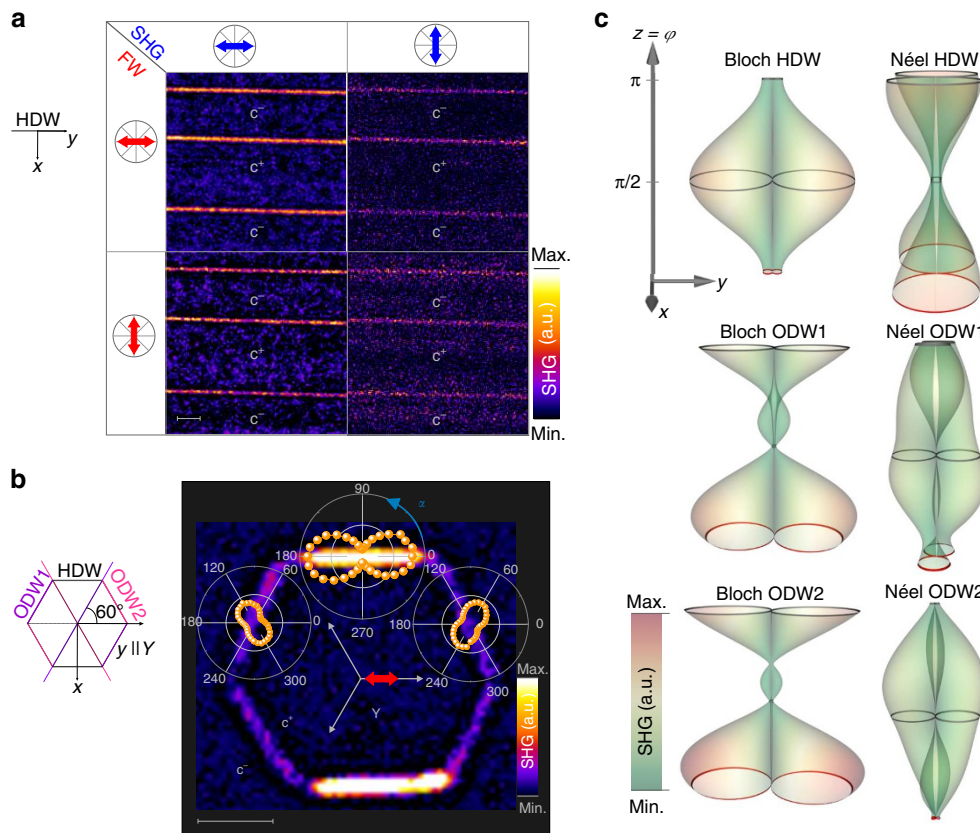 a
SHG
FW
HDW
y
x
c⁻
c⁺
c⁻
c⁻
c⁺
c⁻
Max.
SHG (a.u.)
Min.
b
HDW
ODW1
ODW2
60°
y || Y
x
90
α
180
0
270
120
60
180
0
240
300
120
60
180
0
240
300
Y
c⁺
c⁻
Max.
SHG (a.u.)
Min.
c
z = φ
π
π/2
y
x
Bloch HDW
Néel HDW
Bloch ODW1
Néel ODW1
Bloch ODW2
Néel ODW2
Max.
SHG (a.u.)
Min.